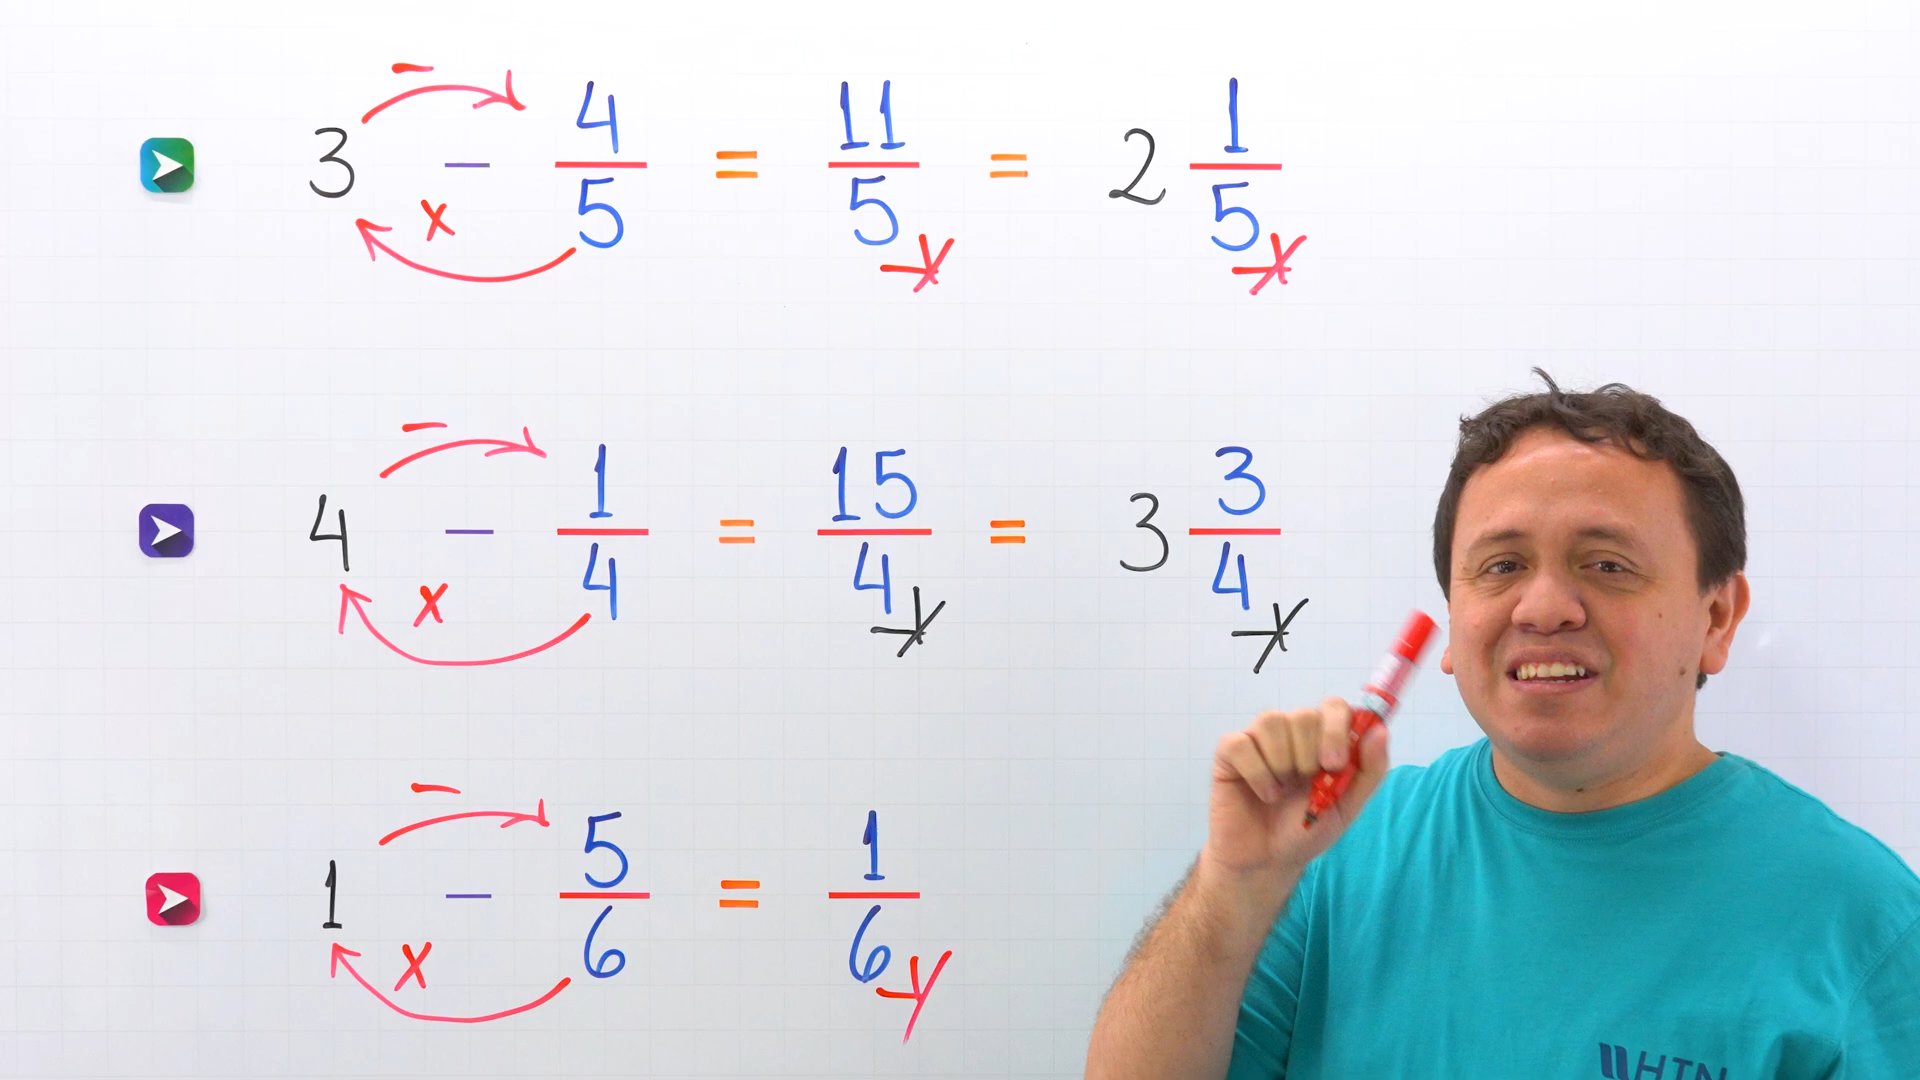 3 - 4/5 = 11/5 = 2 1/5
- x
4 - 1/4 = 15/4 = 3 3/4
- x
1 - 5/6 = 1/6
- x
HTN